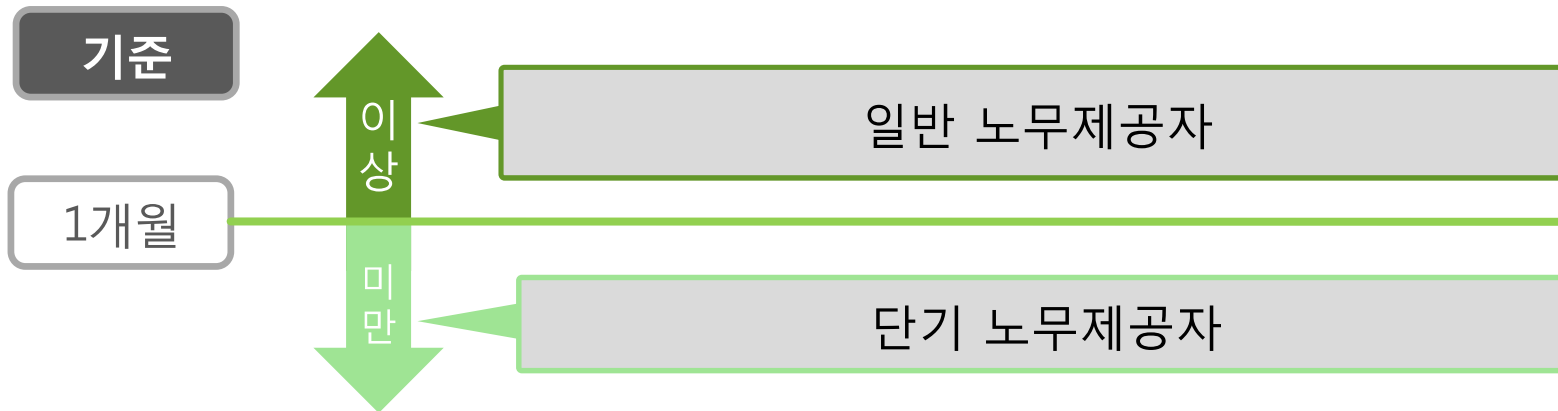 기준
이상
일반 노무제공자
1개월
미만
단기 노무제공자